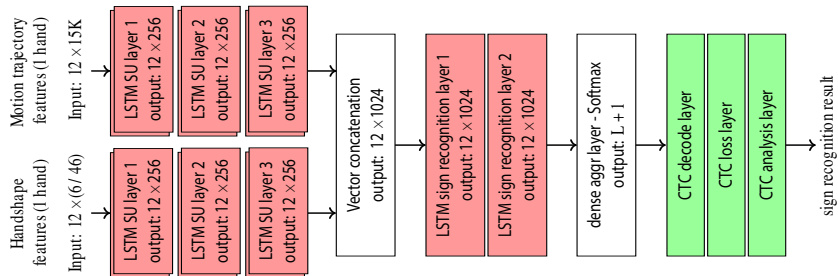 Motion trajectory
features (1 hand)
Input: 12 ×15K
LSTM SU layer 1
output: 12 ×256
LSTM SU layer 2
output: 12 ×256
LSTM SU layer 3
output: 12 ×256
Handshape
features (1 hand)
Input: 12 ×(6 / 46)
LSTM SU layer 1
output: 12 ×256
LSTM SU layer 2
output: 12 ×256
LSTM SU layer 3
output: 12 ×256
Vector concatenation
output: 12 ×1024
LSTM sign recognition layer 1
output: 12 ×1024
LSTM sign recognition layer 2
output: 12 ×1024
dense aggr layer - Softmax
output: L + 1
CTC decode layer
CTC loss layer
CTC analysis layer
sign recognition result